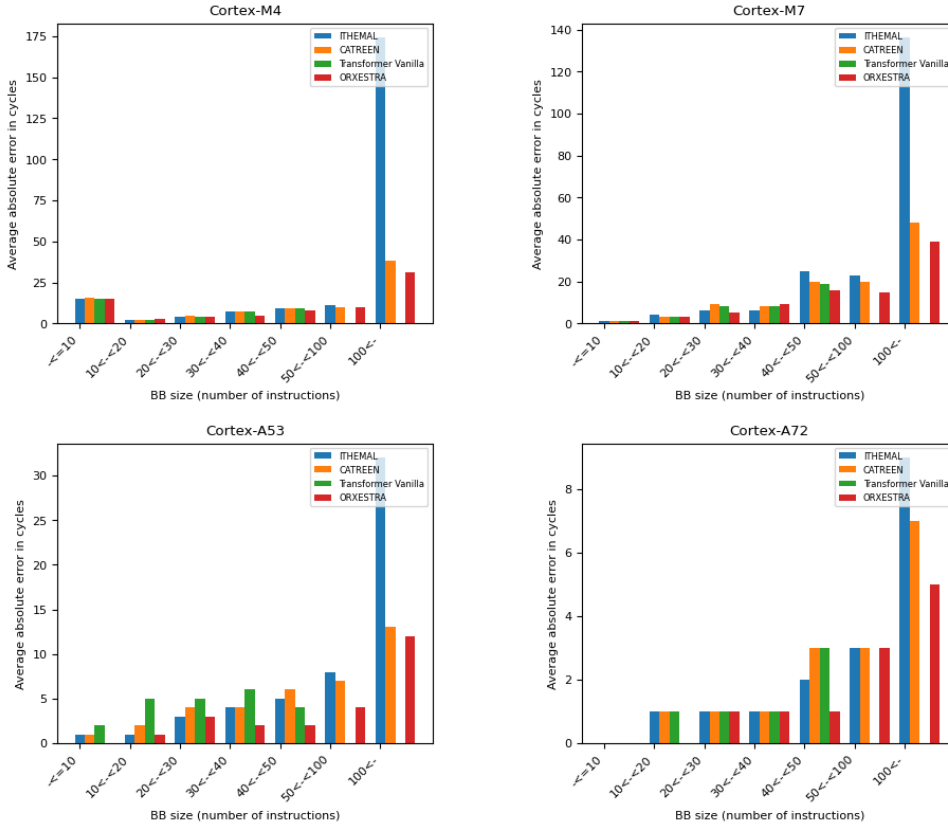 Cortex-M4
Average absolute error in cycles
175
150
125
100
75
50
25
0
ITHEMAL
CATREEN
Transformer Vanilla
ORXESTRA
-<=10
10<-<20
20<-<30
30<-<40
40<-<50
50<-<100
100<-
BB size (number of instructions)
Cortex-M7
Average absolute error in cycles
140
120
100
80
60
40
20
0
ITHEMAL
CATREEN
Transformer Vanilla
ORXESTRA
-<=10
10<-<20
20<-<30
30<-<40
40<-<50
50<-<100
100<-
BB size (number of instructions)
Cortex-A53
Average absolute error in cycles
30
25
20
15
10
5
0
ITHEMAL
CATREEN
Transformer Vanilla
ORXESTRA
-<=10
10<-<20
20<-<30
30<-<40
40<-<50
50<-<100
100<-
BB size (number of instructions)
Cortex-A72
Average absolute error in cycles
8
6
4
2
0
ITHEMAL
CATREEN
Transformer Vanilla
ORXESTRA
-<=10
10<-<20
20<-<30
30<-<40
40<-<50
50<-<100
100<-
BB size (number of instructions)